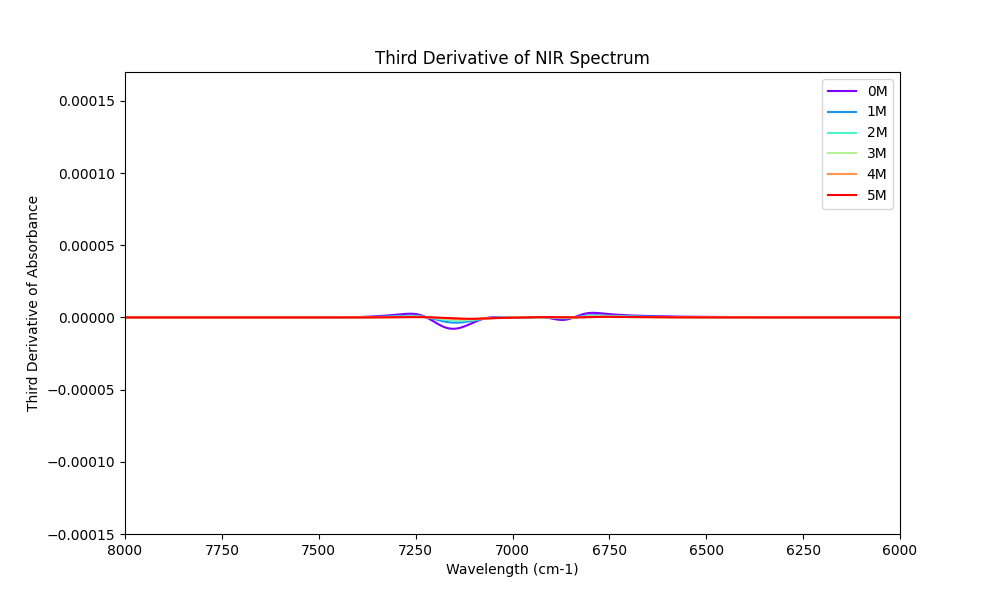 Third Derivative of NIR Spectrum
Third Derivative of Absorbance
0.00015
0.00010
0.00005
0.00000
−0.00005
−0.00010
−0.00015
0M
1M
2M
3M
4M
5M
8000 7750 7500 7250 7000 6750 6500 6250 6000
Wavelength (cm-1)